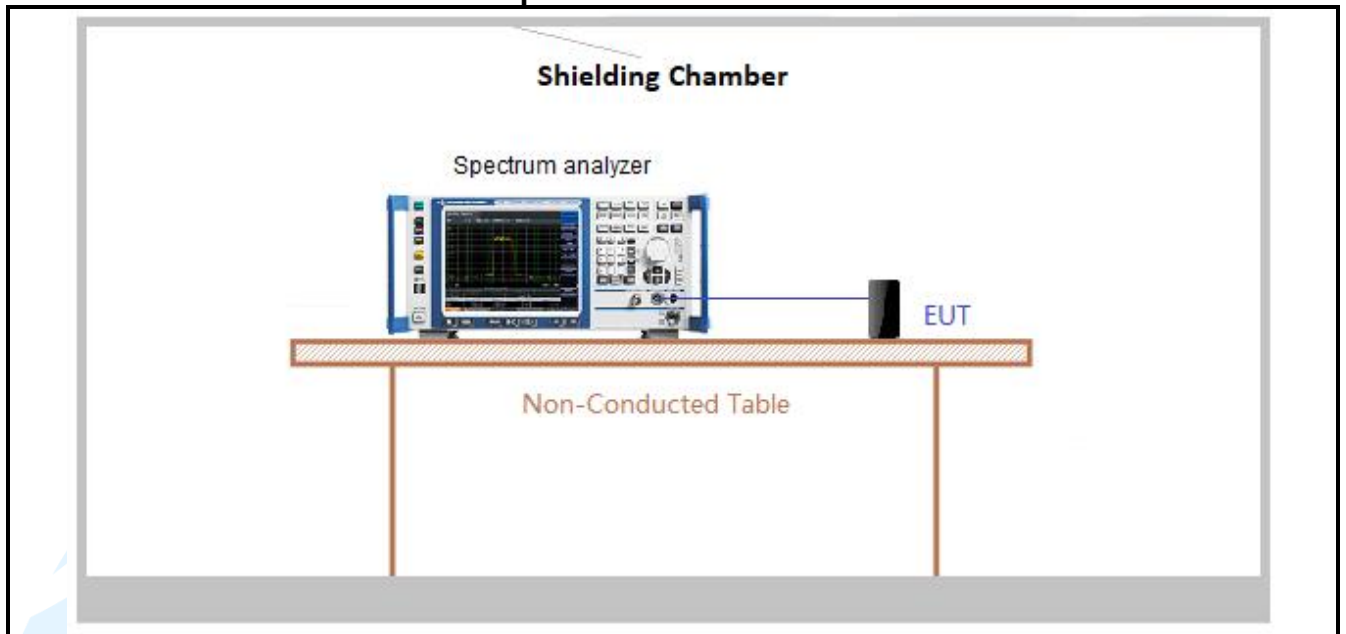 Shielding Chamber
Spectrum analyzer
EUT
Non-Conducted Table